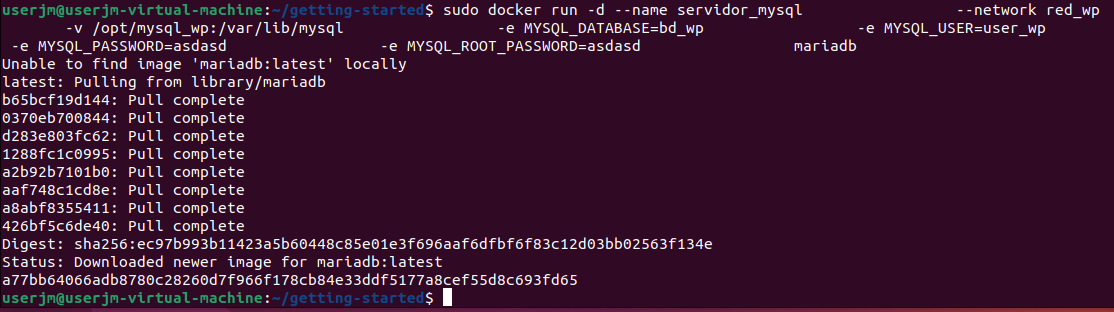 userjm@userjm-virtual-machine:~/getting-started$ sudo docker run -d --name servidor_mysql                  --network red_wp
       -v /opt/mysql_wp:/var/lib/mysql                  -e MYSQL_DATABASE=bd_wp                  -e MYSQL_USER=user_wp
 -e MYSQL_PASSWORD=asdasd                  -e MYSQL_ROOT_PASSWORD=asdasd                  mariadb
Unable to find image 'mariadb:latest' locally
latest: Pulling from library/mariadb
b65bcf19d144: Pull complete
0370eb700844: Pull complete
d283e803fc62: Pull complete
1288fc1c0995: Pull complete
a2b92b7101b0: Pull complete
aaf748c1cd8e: Pull complete
a8abf8355411: Pull complete
426bf5c6de40: Pull complete
Digest: sha256:ec97b993b11423a5b60448c85e01e3f696aaf6dfbf6f83c12d03bb02563f134e
Status: Downloaded newer image for mariadb:latest
a77bb64066adb8780c28260d7f966f178cb84e33ddf5177a8cef55d8c693fd65
userjm@userjm-virtual-machine:~/getting-started$